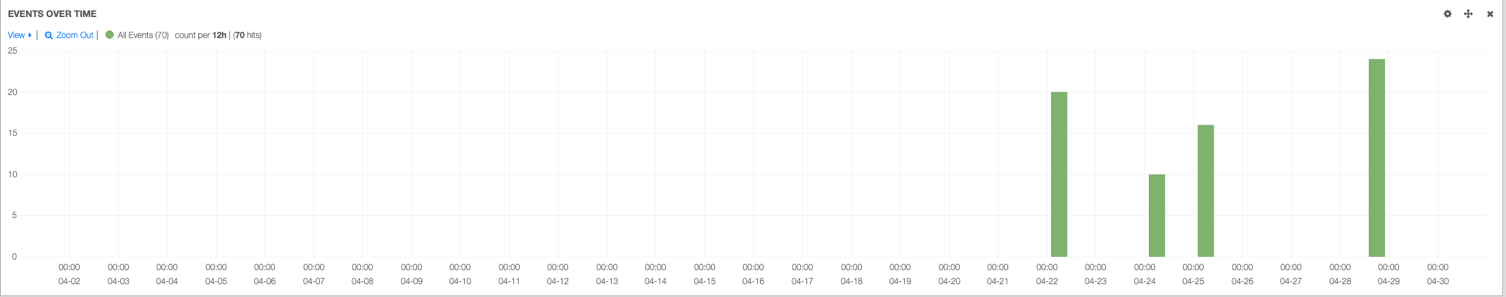 EVENTS OVER TIME
View | Zoom Out | All Events (70) count per 12h | (70 hits)
25
20
15
10
5
0
00:00 00:00 00:00 00:00 00:00 00:00 00:00 00:00 00:00 00:00 00:00 00:00 00:00 00:00 00:00 00:00 00:00 00:00 00:00 00:00 00:00 00:00 00:00 00:00 00:00 00:00 00:00 00:00 00:00
04-02 04-03 04-04 04-05 04-06 04-07 04-08 04-09 04-10 04-11 04-12 04-13 04-14 04-15 04-16 04-17 04-18 04-19 04-20 04-21 04-22 04-23 04-24 04-25 04-26 04-27 04-28 04-29 04-30